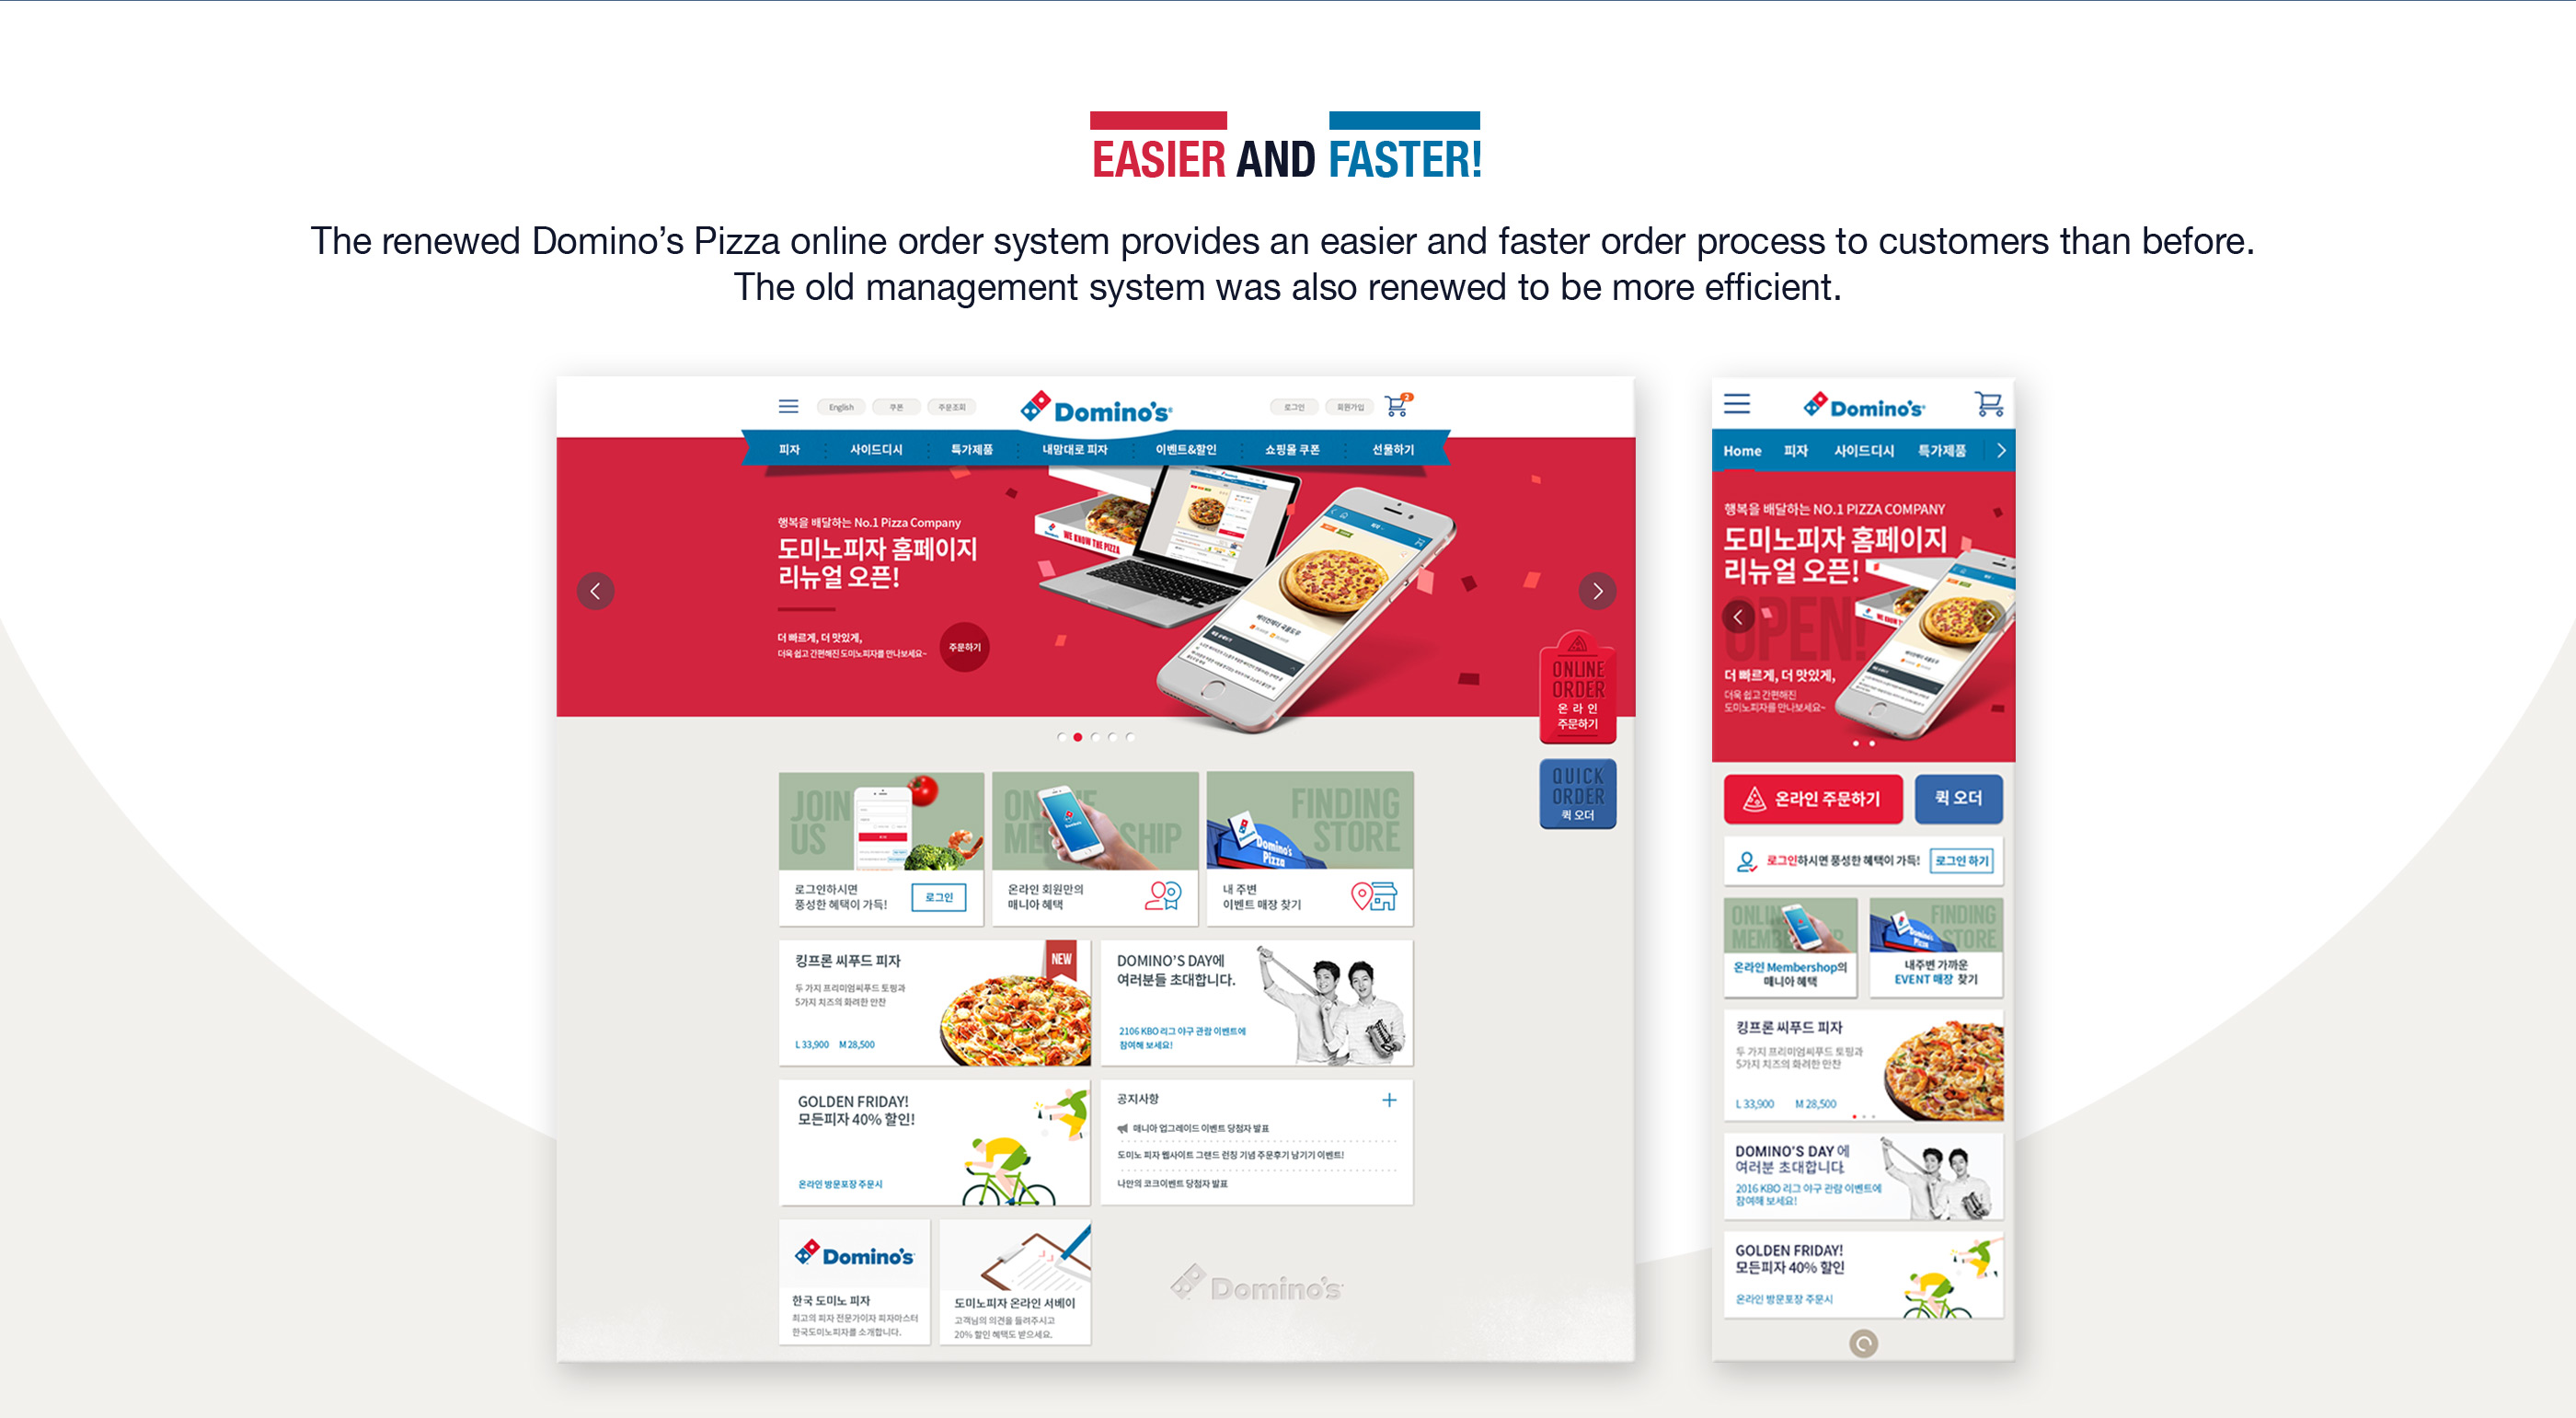 EASIER AND FASTER!
The renewed Domino's Pizza online order system provides an easier and faster order process to customers than before.
The old management system was also renewed to be more efficient.
English
쿠폰
주문조회
Domino's
로그인
회원가입
2
피자
사이드디시
특가제품
내맘대로 피자
이벤트&할인
쇼핑몰 쿠폰
선물하기
행복을 배달하는 No.1 Pizza Company
도미노피자 홈페이지
리뉴얼 오픈!
더 빠르게, 더 맛있게,
더욱 쉽고 간편해진 도미노피자를 만나보세요~
주문하기
WE KNOW THE PIZZA
ONLINE
ORDER
온 라 인
주문하기
QUICK
ORDER
퀵 오더
JOIN
US
로그인하시면
풍성한 혜택이 가득!
로그인
온라인 회원만의
매니아 혜택
FINDING
STORE
Domino's
Pizza
내 주변
이벤트 매장 찾기
킹프론 씨푸드 피자
두 가지 프리미엄씨푸드 토핑과
5가지 치즈의 화려한 만찬
L 33,900 M 28,500
NEW
DOMINO'S DAY에
여러분들 초대합니다.
2106 KBO 리그 야구 관람 이벤트에
참여해 보세요!
GOLDEN FRIDAY!
모든피자 40% 할인!
온라인 방문포장 주문시
공지사항
매니아 업그레이드 이벤트 당첨자 발표
도미노 피자 웹사이트 그랜드 런칭 기념 주문후기 남기기 이벤트!
나만의 코크이벤트 당첨자 발표
Domino's
한국 도미노 피자
최고의 피자 전문가이자 피자마스터
한국도미노피자를 소개합니다.
도미노피자 온라인 서베이
고객님의 의견을 들려주시고
20% 할인 혜택도 받으세요.
Domino's
Domino's
Home
피자
사이드디시
특가제품
행복을 배달하는 NO.1 PIZZA COMPANY
도미노피자 홈페이지
리뉴얼 오픈!
OPEN!
더 빠르게, 더 맛있게,
더욱 쉽고 간편해진
도미노피자를 만나보세요~
온라인 주문하기
퀵 오더
로그인하시면 풍성한 혜택이 가득!
로그인 하기
온라인 Membershop의
매니아 혜택
FINDING
STORE
내주변 가까운
EVENT 매장 찾기
킹프론 씨푸드 피자
두 가지 프리미엄씨푸드 토핑과
5가지 치즈의 화려한 만찬
L 33,900 M 28,500
DOMINO'S DAY 에
여러분 초대합니다.
2016 KBO 리그 야구 관람 이벤트에
참여해 보세요!
GOLDEN FRIDAY!
모든피자 40% 할인
온라인 방문포장 주문시